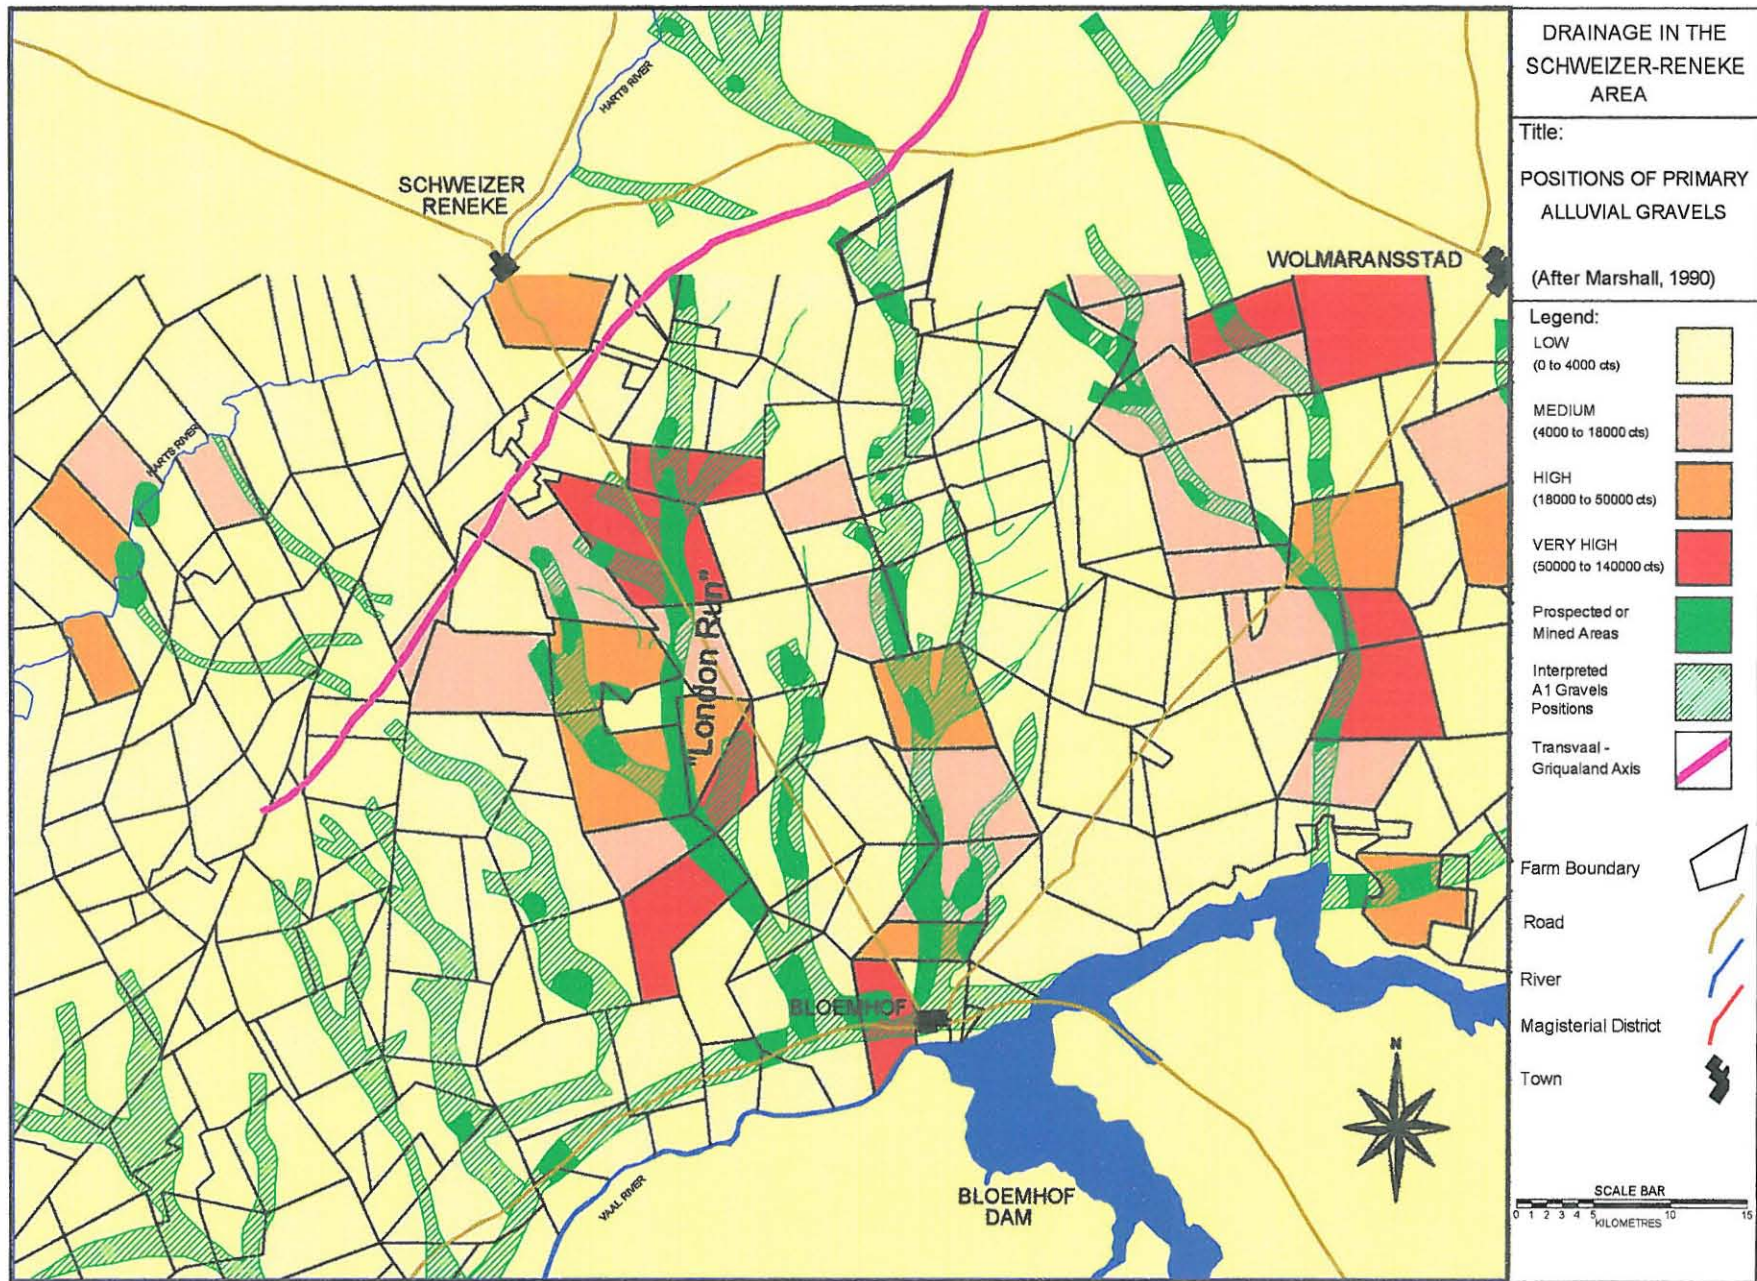 DRAINAGE IN THE
SCHWEIZER-RENEKE
AREA
Title:
POSITIONS OF PRIMARY
ALLUVIAL GRAVELS
(After Marshall, 1990)
Legend:
LOW
(0 to 4000 cts)
MEDIUM
(4000 to 18000 cts)
HIGH
(18000 to 50000 cts)
VERY HIGH
(50000 to 140000 cts)
Prospected or
Mined Areas
Interpreted
A1 Gravels
Positions
Transvaal -
Griqualand Axis
Farm Boundary
Road
River
Magisterial District
Town
SCALE BAR
0 1 2 3 4 5 10 15
KILOMETRES
HARTS RIVER
SCHWEIZER
RENEKE
WOLMARANSSTAD
HARTS RIVER
"London Run"
BLOEMHOF
N
VAAL RIVER
BLOEMHOF
DAM